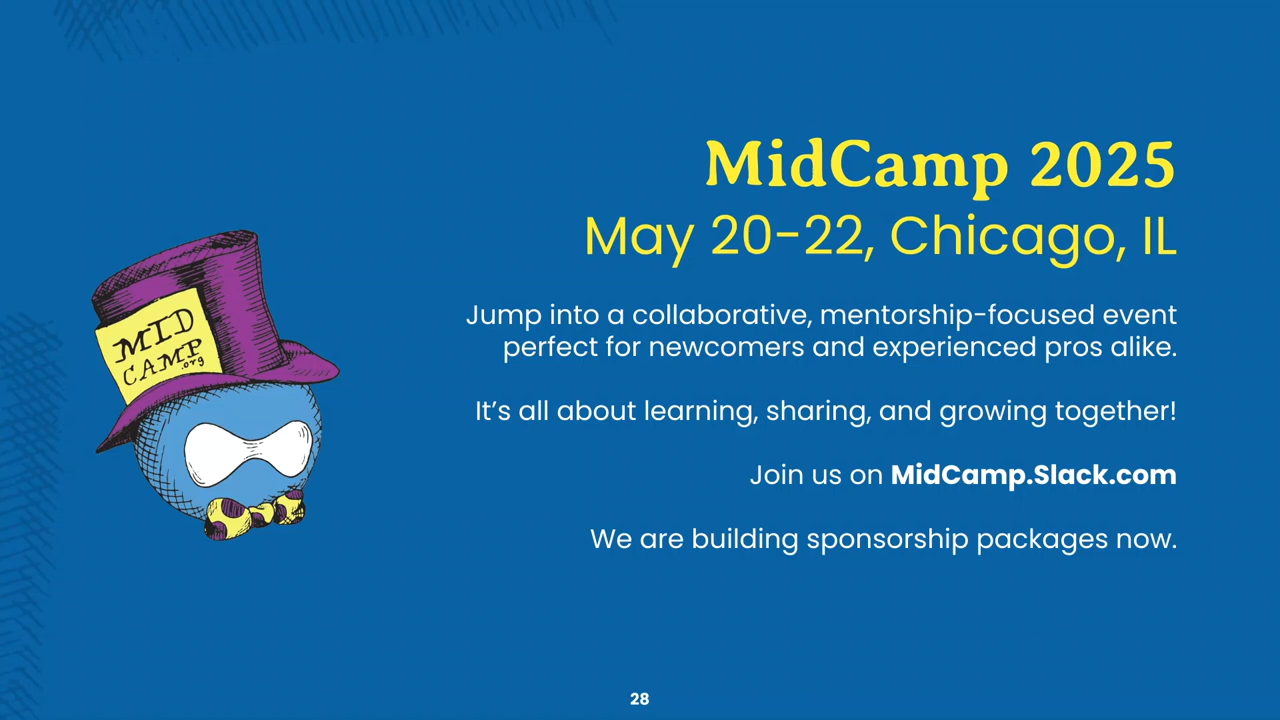 MidCamp 2025
May 20-22, Chicago, IL
Jump into a collaborative, mentorship-focused event
perfect for newcomers and experienced pros alike.
It’s all about learning, sharing, and growing together!
Join us on MidCamp.Slack.com
We are building sponsorship packages now.
MID
CAMP
.org
28